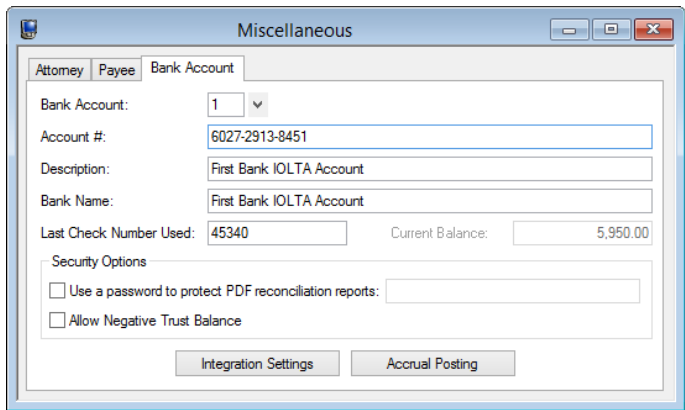 Miscellaneous
Attorney Payee Bank Account
Bank Account: 1
Account #: 6027-2913-8451
Description: First Bank IOLTA Account
Bank Name: First Bank IOLTA Account
Last Check Number Used: 45340 Current Balance: 5,950.00
Security Options
Use a password to protect PDF reconciliation reports:
Allow Negative Trust Balance
Integration Settings Accrual Posting